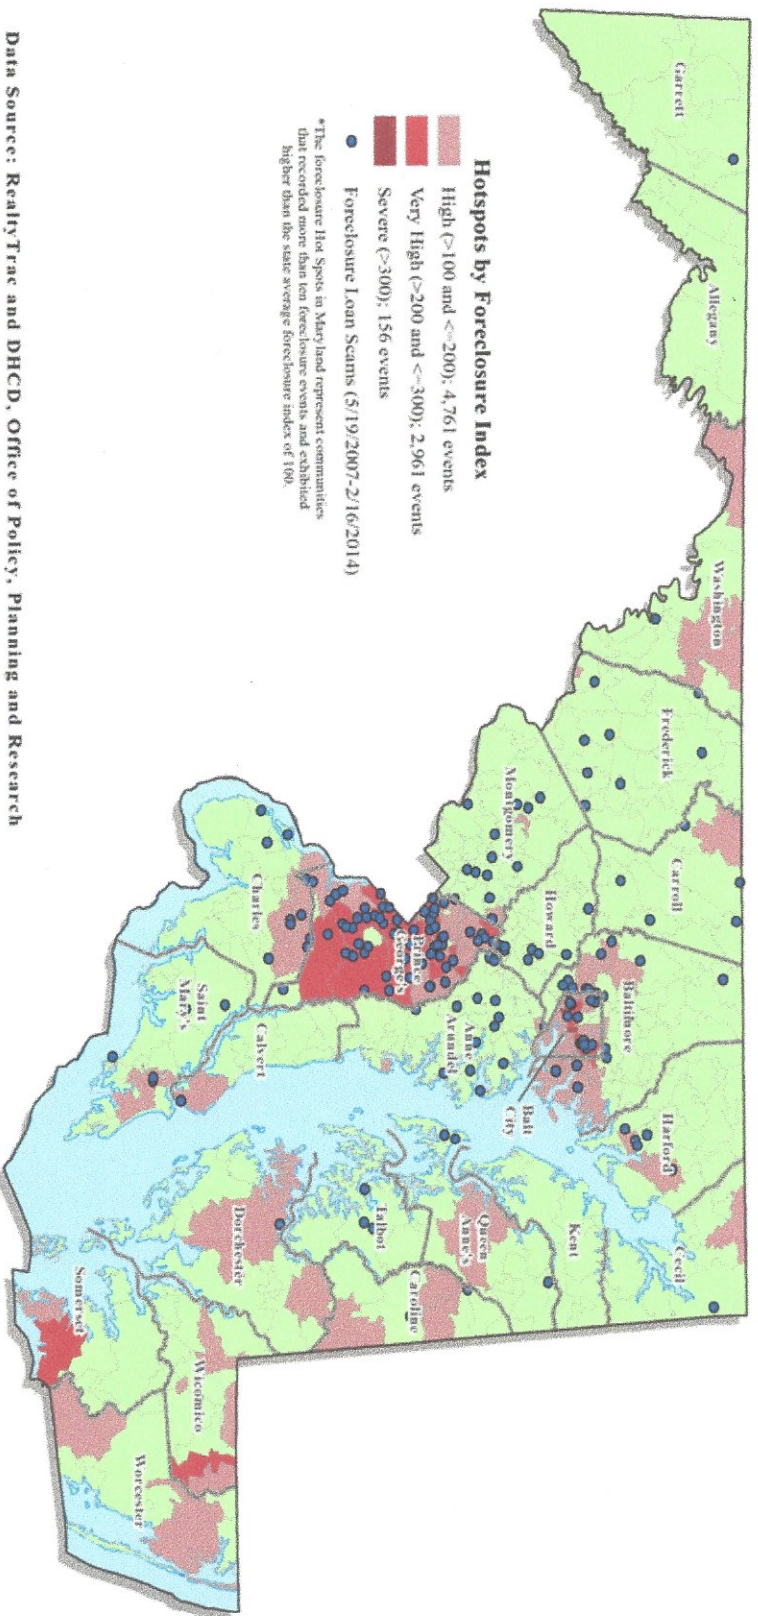 Garrett
Allegany
Washington
Frederick
Carroll
Baltimore
Harford
Cecil
Montgomery
Howard
Balt
City
Kent
Anne
Arundel
Queen
Anne's
Prince
George's
Caroline
Talbot
Charles
Calvert
Saint
Mary's
Dorchester
Wicomico
Somerset
Worcester
Hotspots by Foreclosure Index
High (>100 and <=200); 4,761 events
Very High (>200 and <=300); 2,961 events
Severe (>300); 156 events
Foreclosure Loan Scams (5/19/2007-2/16/2014)
*The foreclosure Hot Spots in Maryland represent communities
that recorded more than ten foreclosure events and exhibited
higher than the state average foreclosure index of 100.
Data Source: RealtyTrac and DHCD, Office of Policy, Planning and Research